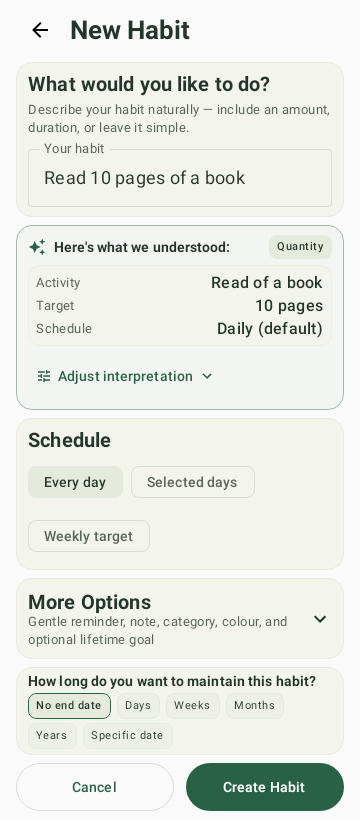 New Habit
What would you like to do?
Describe your habit naturally — include an amount,
duration, or leave it simple.
Your habit
Read 10 pages of a book
Here's what we understood:
Quantity
Activity
Read of a book
Target
10 pages
Schedule
Daily (default)
Adjust interpretation
Schedule
Every day
Selected days
Weekly target
More Options
Gentle reminder, note, category, colour, and
optional lifetime goal
How long do you want to maintain this habit?
No end date
Days
Weeks
Months
Years
Specific date
Cancel
Create Habit